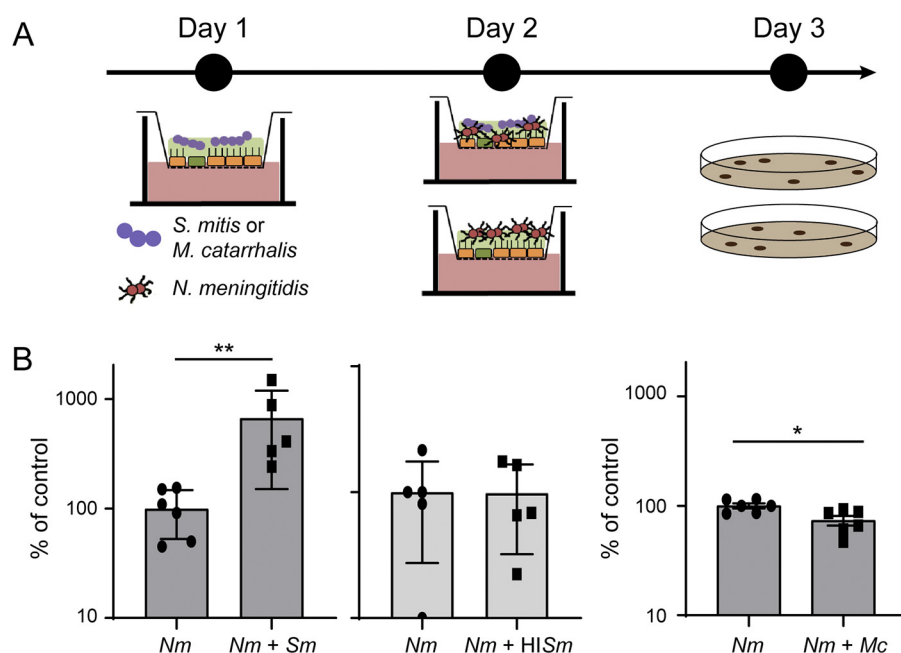 A
Day 1
Day 2
Day 3
S. mitis or
M. catarrhalis
N. meningitidis
B
% of control
1000
100
10
**
Nm
Nm + Sm
Nm
Nm + HISm
% of control
1000
100
10
*
Nm
Nm + Mc